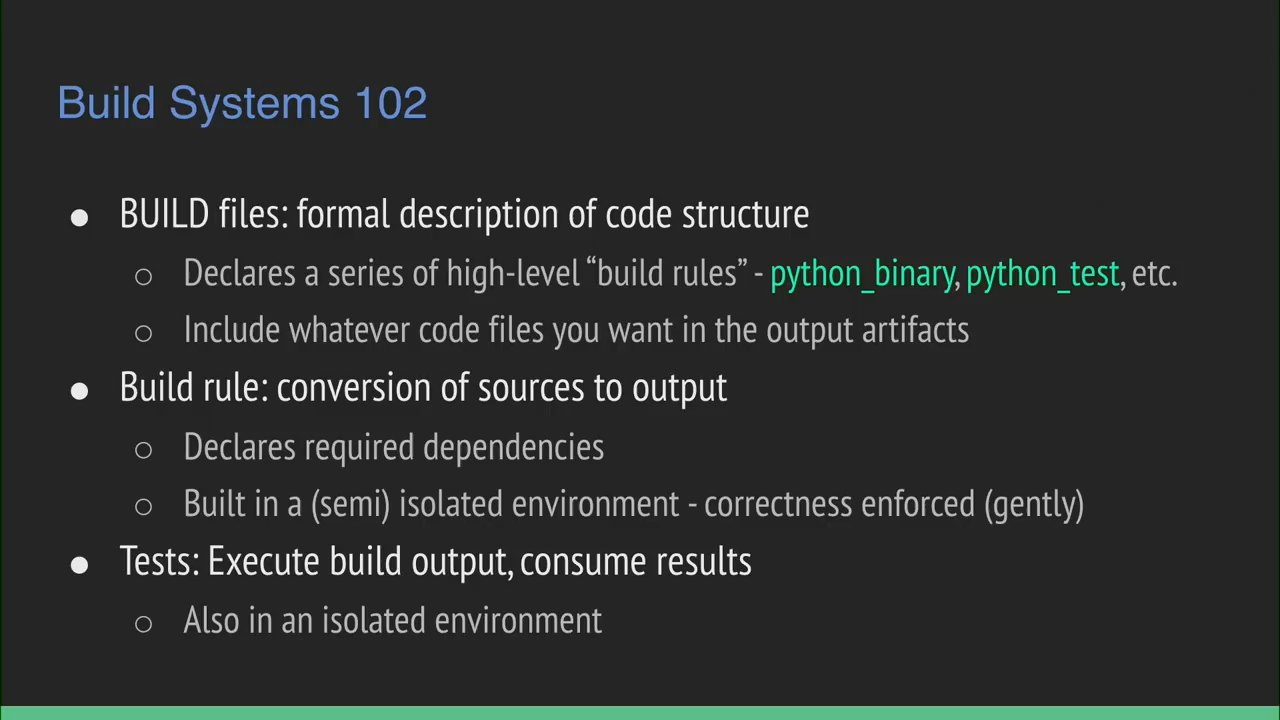 Build Systems 102
● BUILD files: formal description of code structure
○ Declares a series of high-level “build rules” - python_binary, python_test, etc.
○ Include whatever code files you want in the output artifacts
● Build rule: conversion of sources to output
○ Declares required dependencies
○ Built in a (semi) isolated environment - correctness enforced (gently)
● Tests: Execute build output, consume results
○ Also in an isolated environment